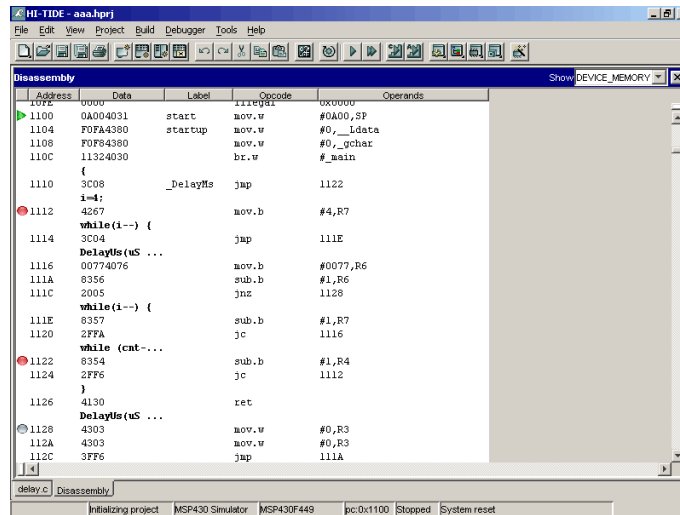 HI-TIDE - aaa.hprj
File Edit View Project Build Debugger Tools Help
Disassembly Show DEVICE_MEMORY
Address Data Label Opcode Operands
10FE 0000 illegal 0x0000
1100 0A004031 start mov.w #0A00,SP
1104 F0FA4380 startup mov.w #0,__Ldata
1108 F0F84380 mov.w #0,_gchar
110C 11324030 br.w #_main
{
1110 3C08 _DelayMs jmp 1122
i=4;
1112 4267 mov.b #4,R7
while(i--) {
1114 3C04 jmp 111E
DelayUs(uS ...
1116 00774076 mov.b #0077,R6
111A 8356 sub.b #1,R6
111C 2005 jnz 1128
while(i--) {
111E 8357 sub.b #1,R7
1120 2FFA jc 1116
while (cnt-...
1122 8354 sub.b #1,R4
1124 2FF6 jc 1112
}
1126 4130 ret
DelayUs(uS ...
1128 4303 mov.w #0,R3
112A 4303 mov.w #0,R3
112C 3FF6 jmp 111A
delay.c Disassembly
Initializing project MSP430 Simulator MSP430F449 pc:0x1100 Stopped System reset